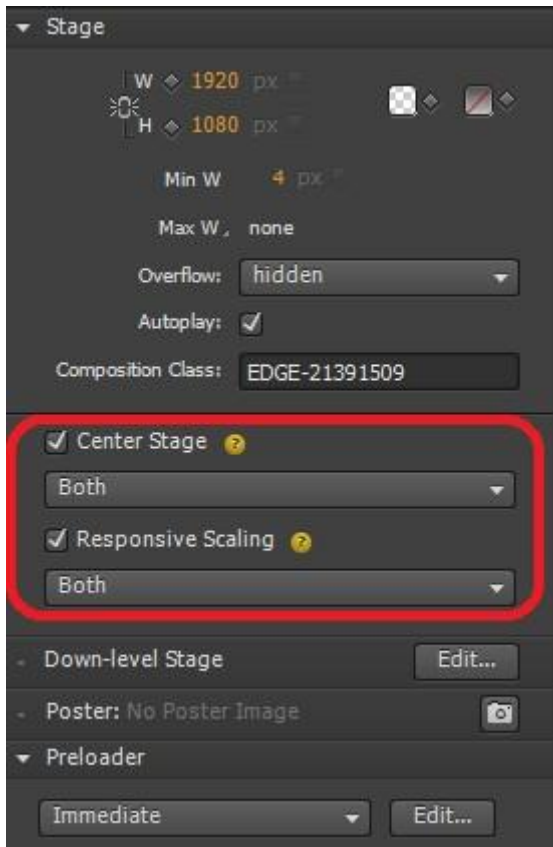 Stage
W 1920 px
H 1080 px
Min W 4 px
Max W none
Overflow: hidden
Autoplay:
Composition Class: EDGE-21391509
Center Stage ?
Both
Responsive Scaling ?
Both
Down-level Stage Edit...
Poster: No Poster Image
Preloader
Immediate Edit...